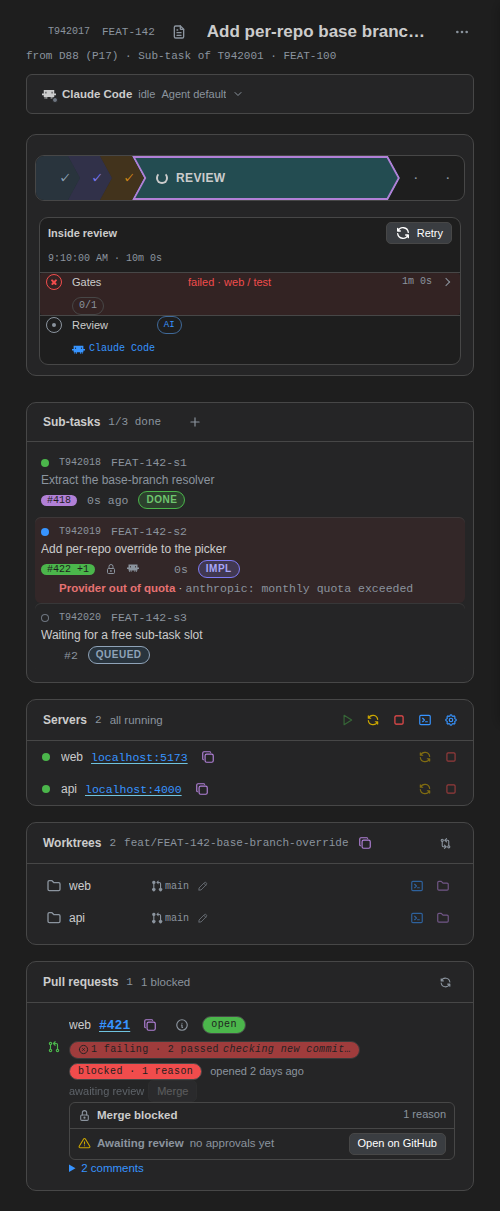 T942017 FEAT-142 Add per-repo base branc…
from D88 (P17) · Sub-task of T942001 · FEAT-100
Claude Code idle Agent default
REVIEW
Inside review
Retry
9:10:00 AM · 10m 0s
Gates failed · web / test 1m 0s
0/1
Review AI
Claude Code
Sub-tasks 1/3 done
T942018 FEAT-142-s1
Extract the base-branch resolver
#418 0s ago DONE
T942019 FEAT-142-s2
Add per-repo override to the picker
#422 +1 0s IMPL
Provider out of quota · anthropic: monthly quota exceeded
T942020 FEAT-142-s3
Waiting for a free sub-task slot
#2 QUEUED
Servers 2 all running
web localhost:5173
api localhost:4000
Worktrees 2 feat/FEAT-142-base-branch-override
web main
api main
Pull requests 1 1 blocked
web #421 open
1 failing · 2 passed checking new commit…
blocked · 1 reason opened 2 days ago
awaiting review Merge
Merge blocked 1 reason
Awaiting review no approvals yet Open on GitHub
2 comments